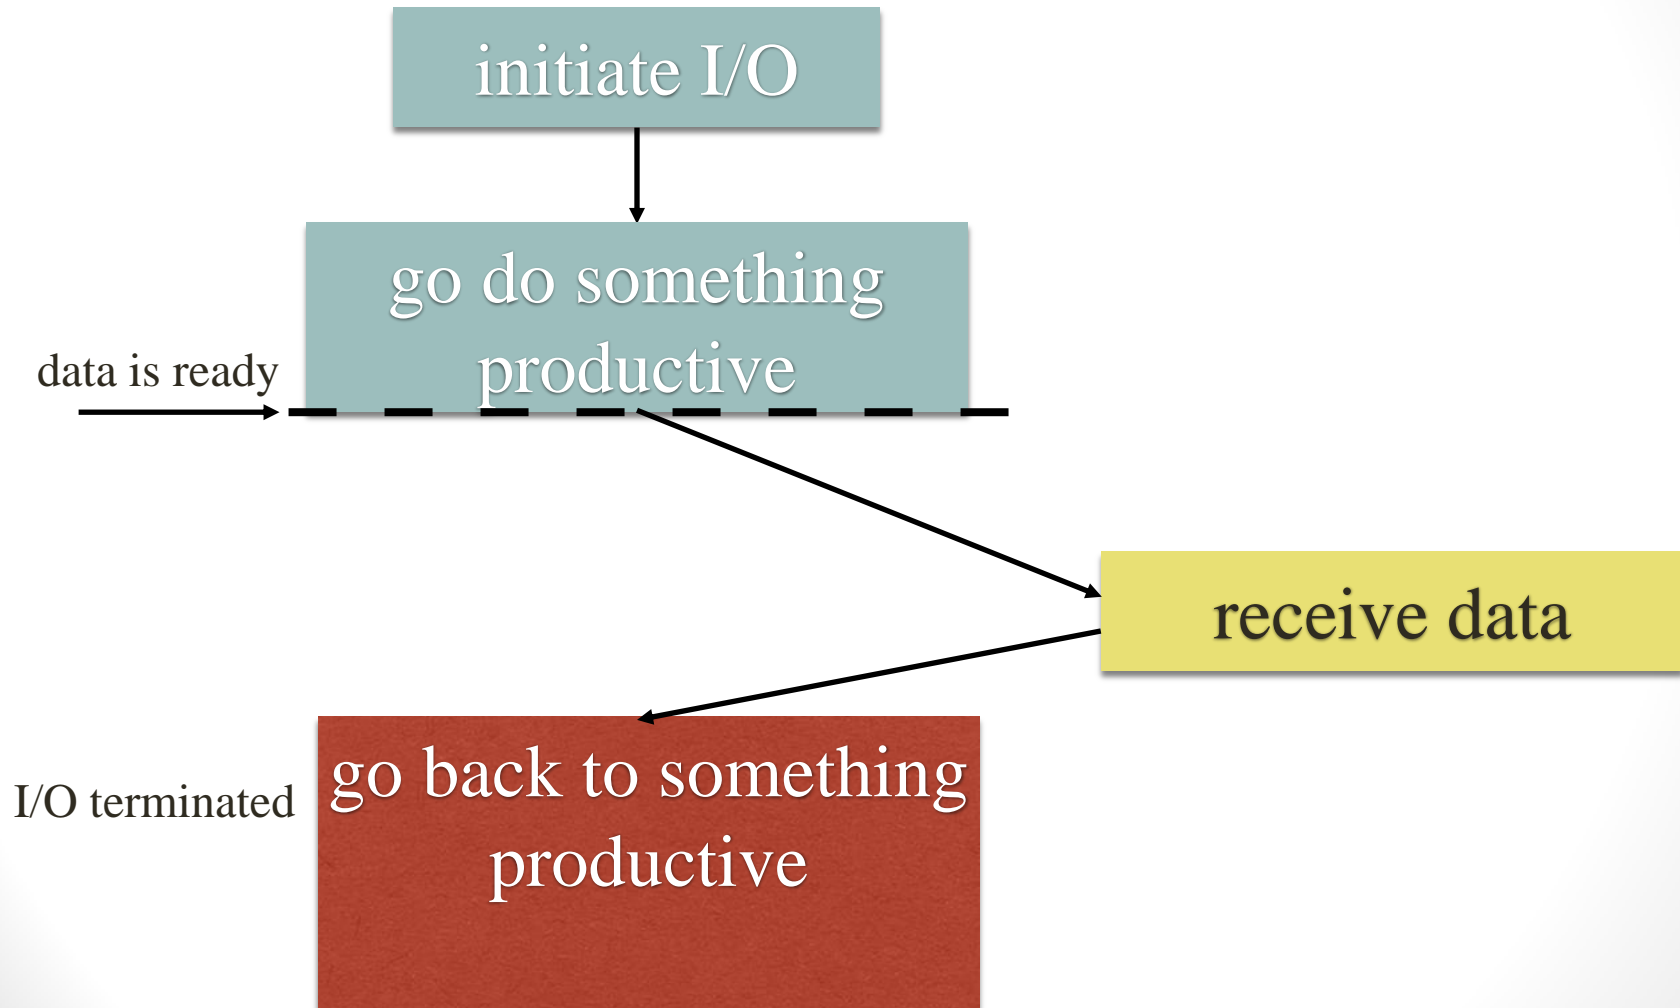 initiate I/O
go do something
productive
data is ready
receive data
go back to something
productive
I/O terminated